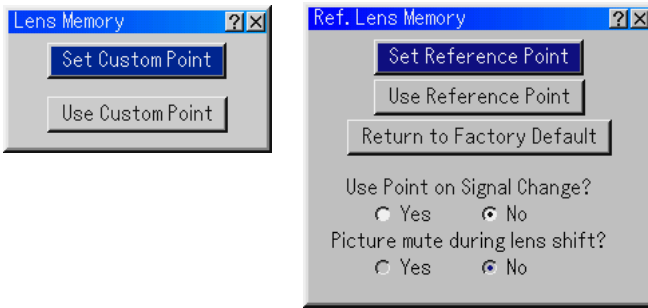 Lens Memory ? ×
Set Custom Point
Use Custom Point
Ref. Lens Memory ? ×
Set Reference Point
Use Reference Point
Return to Factory Default
Use Point on Signal Change?
Yes No
Picture mute during lens shift?
Yes No